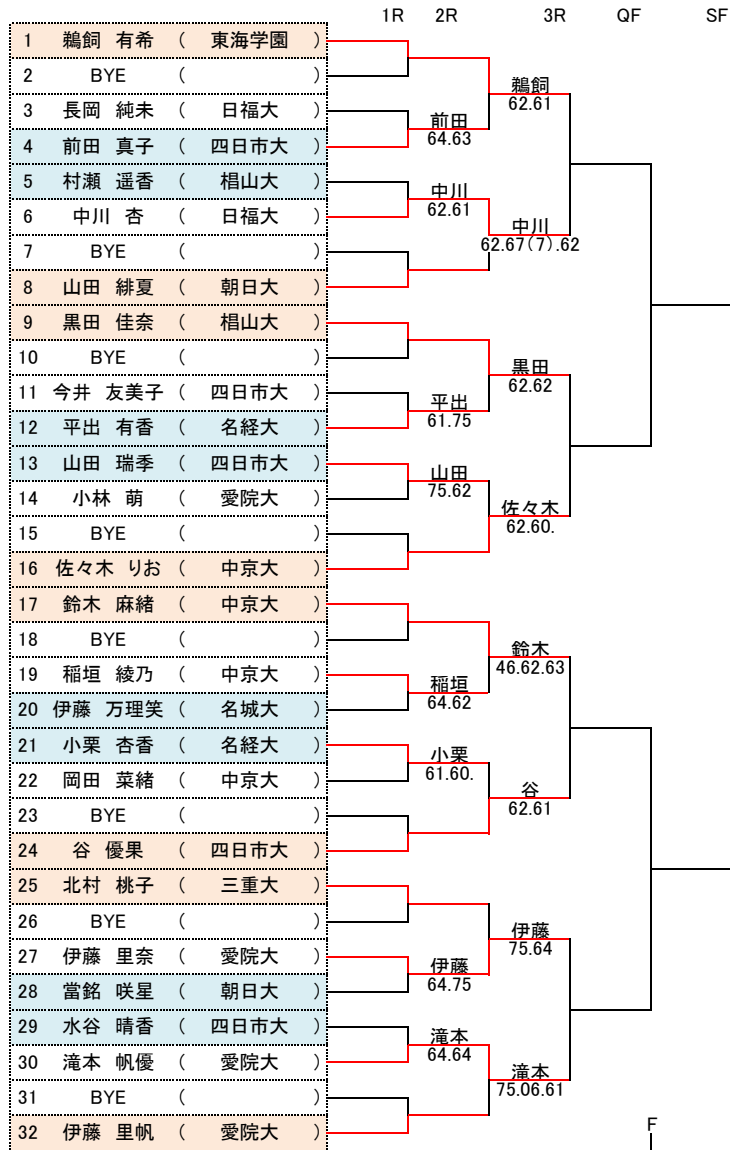 1R 2R 3R QF SF
1 鵜飼 有希 ( 東海学園 )
2 BYE ( )
鵜飼
62.61
3 長岡 純未 ( 日福大 )
前田
64.63
4 前田 真子 ( 四日市大 )
5 村瀬 遥香 ( 椙山大 )
中川
62.61
6 中川 杏 ( 日福大 )
中川
62.67(7).62
7 BYE ( )
8 山田 緋夏 ( 朝日大 )
9 黒田 佳奈 ( 椙山大 )
10 BYE ( )
黒田
62.62
11 今井 友美子 ( 四日市大 )
平出
61.75
12 平出 有香 ( 名経大 )
13 山田 瑞季 ( 四日市大 )
山田
75.62
14 小林 萌 ( 愛院大 )
佐々木
62.60.
15 BYE ( )
16 佐々木 りお ( 中京大 )
17 鈴木 麻緒 ( 中京大 )
18 BYE ( )
鈴木
46.62.63
19 稲垣 綾乃 ( 中京大 )
稲垣
64.62
20 伊藤 万理笑 ( 名城大 )
21 小栗 杏香 ( 名経大 )
小栗
61.60.
22 岡田 菜緒 ( 中京大 )
谷
62.61
23 BYE ( )
24 谷 優果 ( 四日市大 )
25 北村 桃子 ( 三重大 )
26 BYE ( )
伊藤
75.64
27 伊藤 里奈 ( 愛院大 )
伊藤
64.75
28 當銘 咲星 ( 朝日大 )
29 水谷 晴香 ( 四日市大 )
滝本
64.64
30 滝本 帆優 ( 愛院大 )
滝本
75.06.61
31 BYE ( )
32 伊藤 里帆 ( 愛院大 )
F